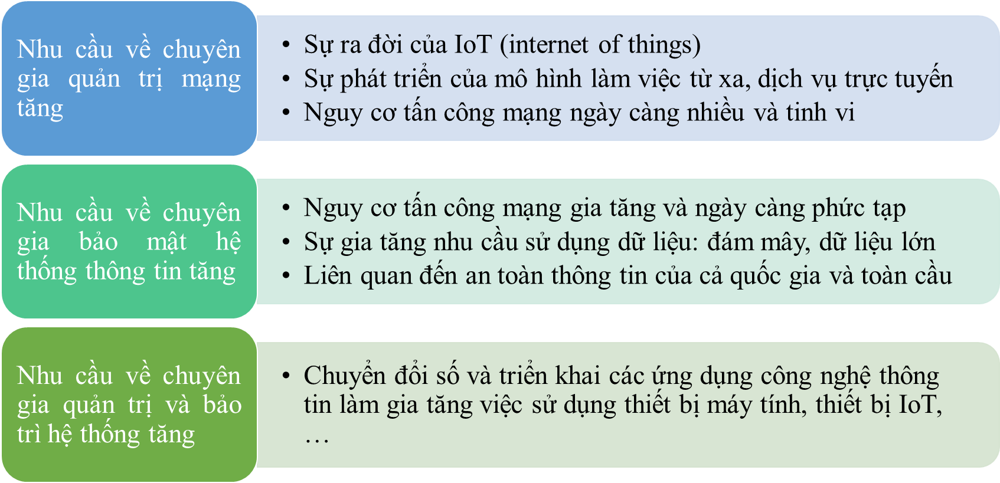 Nhu cầu về chuyên
gia quản trị mạng
tăng
• Sự ra đời của IoT (internet of things)
• Sự phát triển của mô hình làm việc từ xa, dịch vụ trực tuyến
• Nguy cơ tấn công mạng ngày càng nhiều và tinh vi
Nhu cầu về chuyên
gia bảo mật hệ
thống thông tin tăng
• Nguy cơ tấn công mạng gia tăng và ngày càng phức tạp
• Sự gia tăng nhu cầu sử dụng dữ liệu: đám mây, dữ liệu lớn
• Liên quan đến an toàn thông tin của cả quốc gia và toàn cầu
Nhu cầu về chuyên
gia quản trị và bảo
trì hệ thống tăng
• Chuyển đổi số và triển khai các ứng dụng công nghệ thông
tin làm gia tăng việc sử dụng thiết bị máy tính, thiết bị IoT,
…